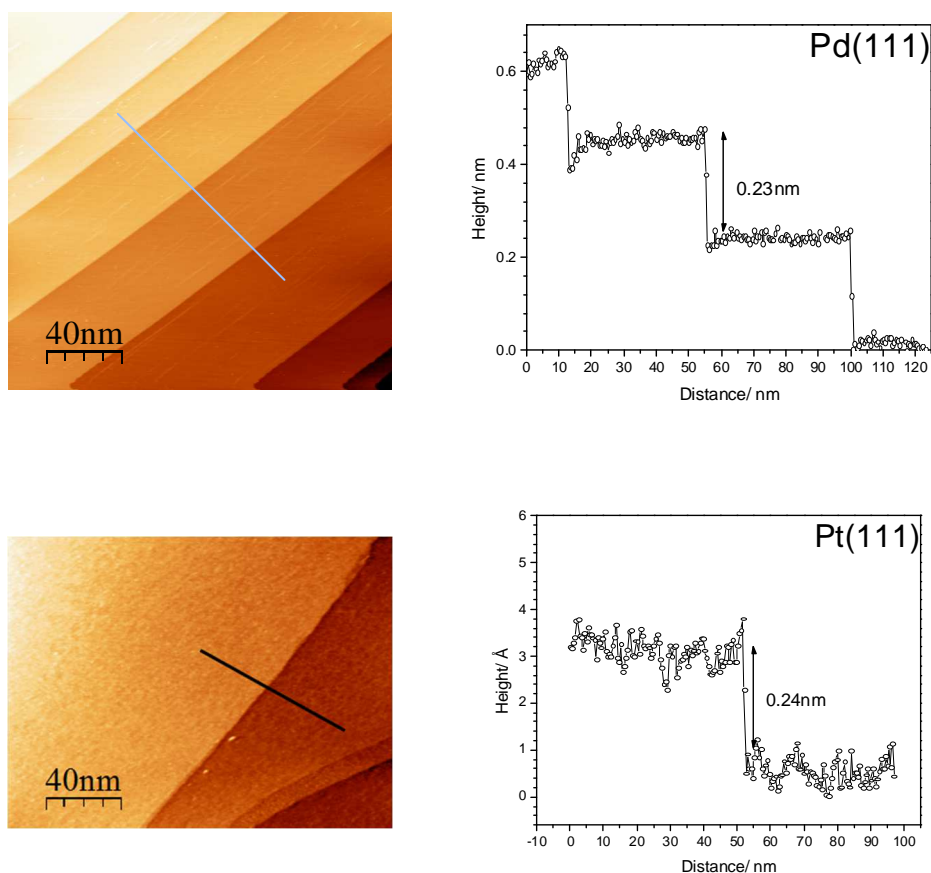 40nm
Pd(111)
0.6
0.4
0.2
0.0
Height/ nm
0.23nm
0 10 20 30 40 50 60 70 80 90 100 110 120
Distance/ nm
40nm
Pt(111)
6
5
4
3
2
1
0
Height/ Å
0.24nm
-10 0 10 20 30 40 50 60 70 80 90 100
Distance/ nm